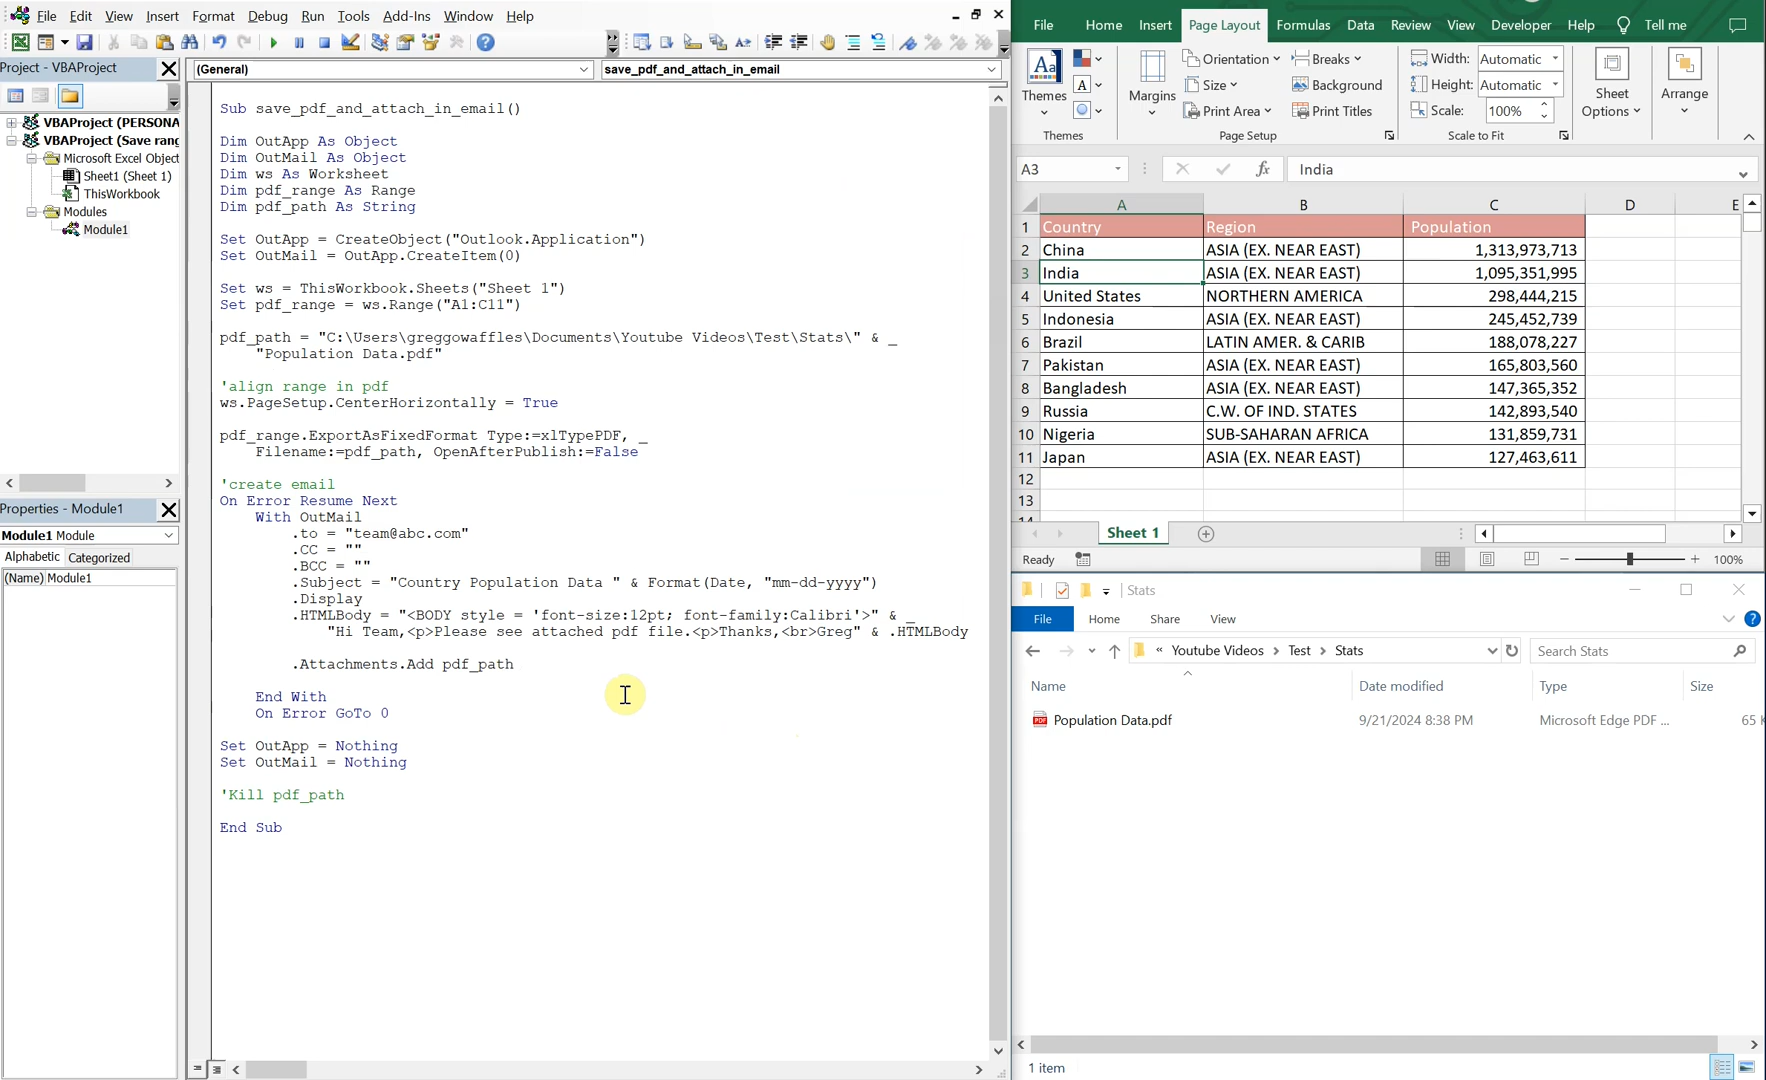 File Edit View Insert Format Debug Run Tools Add-Ins Window Help
Project - VBAProject
VBAProject (PERSONA
VBAProject (Save rang
Microsoft Excel Object
Sheet1 (Sheet 1)
ThisWorkbook
Modules
Module1
Properties - Module1
Module1 Module
Alphabetic Categorized
(Name) Module1
(General) save_pdf_and_attach_in_email
Sub save_pdf_and_attach_in_email()
Dim OutApp As Object
Dim OutMail As Object
Dim ws As Worksheet
Dim pdf_range As Range
Dim pdf_path As String
Set OutApp = CreateObject("Outlook.Application")
Set OutMail = OutApp.CreateItem(0)
Set ws = ThisWorkbook.Sheets("Sheet 1")
Set pdf_range = ws.Range("A1:C11")
pdf_path = "C:\Users\greggowaffles\Documents\Youtube Videos\Test\Stats\" & _
"Population Data.pdf"
'align range in pdf
ws.PageSetup.CenterHorizontally = True
pdf_range.ExportAsFixedFormat Type:=xlTypePDF, _
Filename:=pdf_path, OpenAfterPublish:=False
'create email
On Error Resume Next
With OutMail
.to = "team@abc.com"
.CC = ""
.BCC = ""
.Subject = "Country Population Data " & Format(Date, "mm-dd-yyyy")
.Display
.HTMLBody = "<BODY style = 'font-size:12pt; font-family:Calibri'>" & _
"Hi Team,<p>Please see attached pdf file.<p>Thanks,<br>Greg" & .HTMLBody
.Attachments.Add pdf_path
End With
On Error GoTo 0
Set OutApp = Nothing
Set OutMail = Nothing
'Kill pdf_path
End Sub
File Home Insert Page Layout Formulas Data Review View Developer Help Tell me
Themes
Margins
Orientation
Size
Print Area
Breaks
Background
Print Titles
Width: Automatic
Height: Automatic
Scale: 100%
Sheet Options
Arrange
Themes Page Setup Scale to Fit
A3 fx India
A B C D E
1 Country Region Population
2 China ASIA (EX. NEAR EAST) 1,313,973,713
3 India ASIA (EX. NEAR EAST) 1,095,351,995
4 United States NORTHERN AMERICA 298,444,215
5 Indonesia ASIA (EX. NEAR EAST) 245,452,739
6 Brazil LATIN AMER. & CARIB 188,078,227
7 Pakistan ASIA (EX. NEAR EAST) 165,803,560
8 Bangladesh ASIA (EX. NEAR EAST) 147,365,352
9 Russia C.W. OF IND. STATES 142,893,540
10 Nigeria SUB-SAHARAN AFRICA 131,859,731
11 Japan ASIA (EX. NEAR EAST) 127,463,611
12
13
14
Sheet 1
Ready 100%
Stats
File Home Share View
« Youtube Videos > Test > Stats Search Stats
Name Date modified Type Size
Population Data.pdf 9/21/2024 8:38 PM Microsoft Edge PDF ... 65 K
1 item